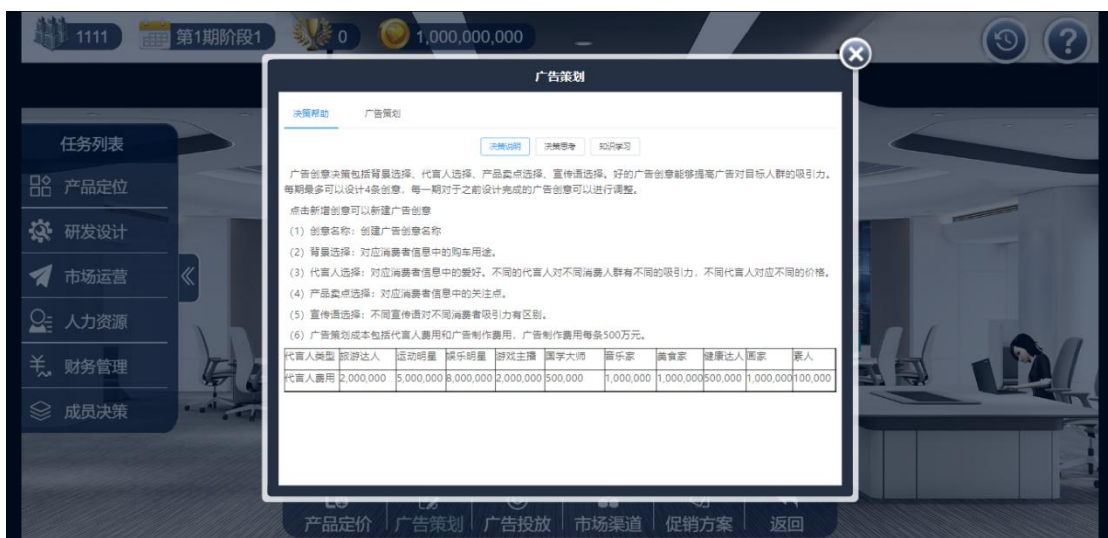 1111
第1期阶段1
0
1,000,000,000
广告策划
决策帮助 广告策划
决策说明 决策思考 知识学习
广告创意决策包括背景选择、代言人选择、产品卖点选择、宣传语选择。好的广告创意能够提高广告对目标人群的吸引力。
每期最多可以设计4条创意，每一期对于之前设计完成的广告创意可以进行调整。
点击新增创意可以新建广告创意
(1) 创意名称：创建广告创意名称
(2) 背景选择：对应消费者信息中的购车用途。
(3) 代言人选择：对应消费者信息中的爱好。不同的代言人对不同消费人群有不同的吸引力，不同代言人对应不同的价格。
(4) 产品卖点选择：对应消费者信息中的关注点。
(5) 宣传语选择：不同宣传语对不同消费者吸引力有区别。
(6) 广告策划成本包括代言人费用和广告制作费用，广告制作费用每条500万元。
代言人类型 旅游达人 运动明星 娱乐明星 游戏主播 国学大师 音乐家 美食家 健康达人 画家 素人
代言人费用 2,000,000 5,000,000 8,000,000 2,000,000 500,000 1,000,000 1,000,000 500,000 1,000,000 100,000
任务列表
产品定位
研发设计
市场运营
人力资源
财务管理
成员决策
产品定价 广告策划 广告投放 市场渠道 促销方案 返回